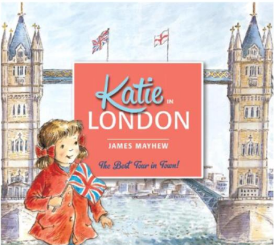 Katie IN
LONDON
JAMES MAYHEW
The Best Tour in Town!